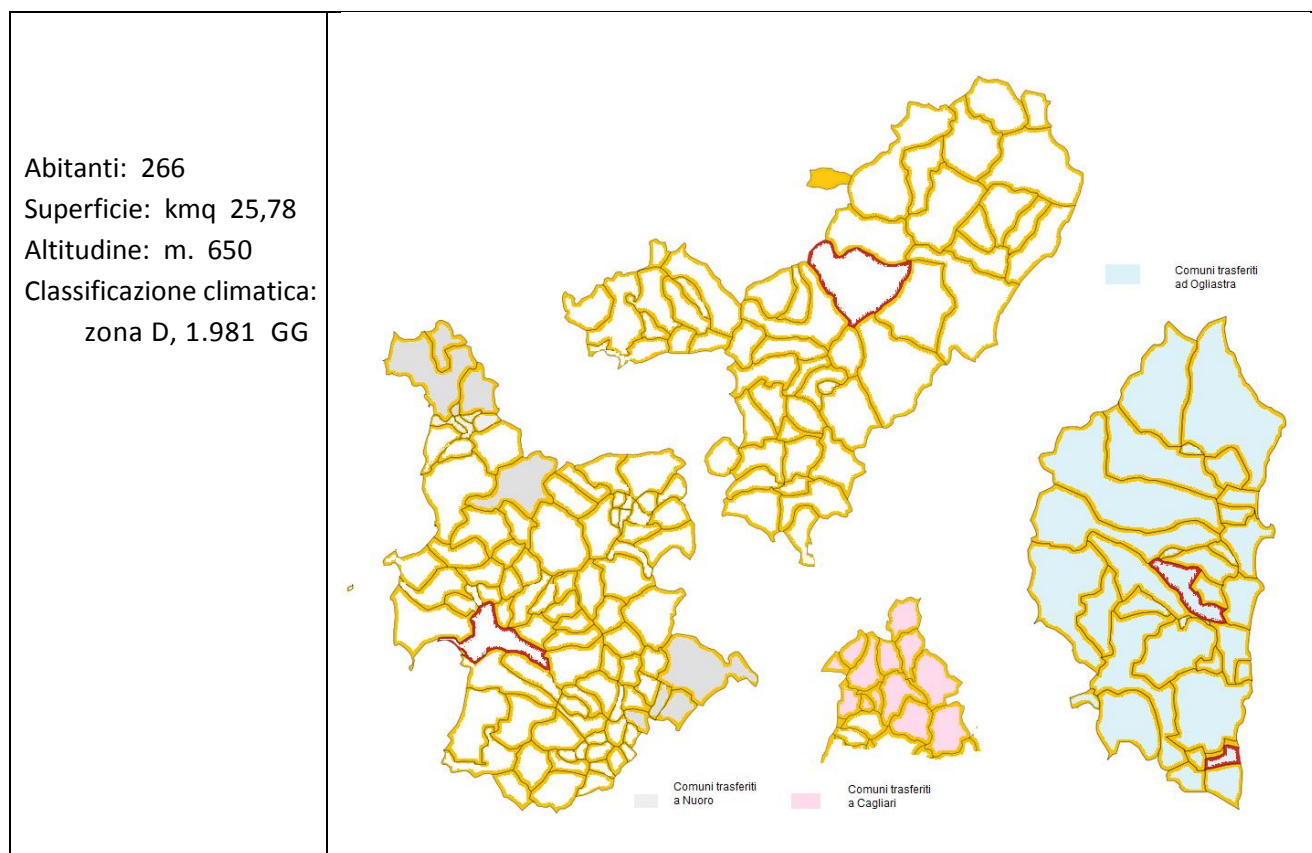 Abitanti: 266
Superficie: kmq 25,78
Altitudine: m. 650
Classificazione climatica:
zona D, 1.981 GG
Comuni trasferiti
ad Ogliastra
Comuni trasferiti
a Nuoro
Comuni trasferiti
a Cagliari